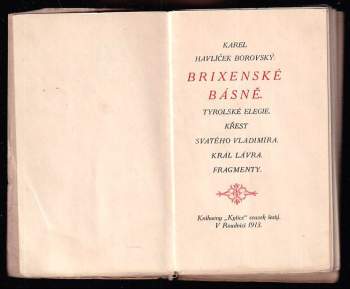 KAREL
HAVLÍČEK BOROVSKÝ.
BRIXENSKÉ
BÁSNĚ.
TYROLSKÉ ELEGIE.
KŘEST
SVATÉHO VLADIMÍRA.
KRÁL LÁVRA.
FRAGMENTY.
Knihovny „Kytice“ svazek šestý.
V Roudnici 1913.